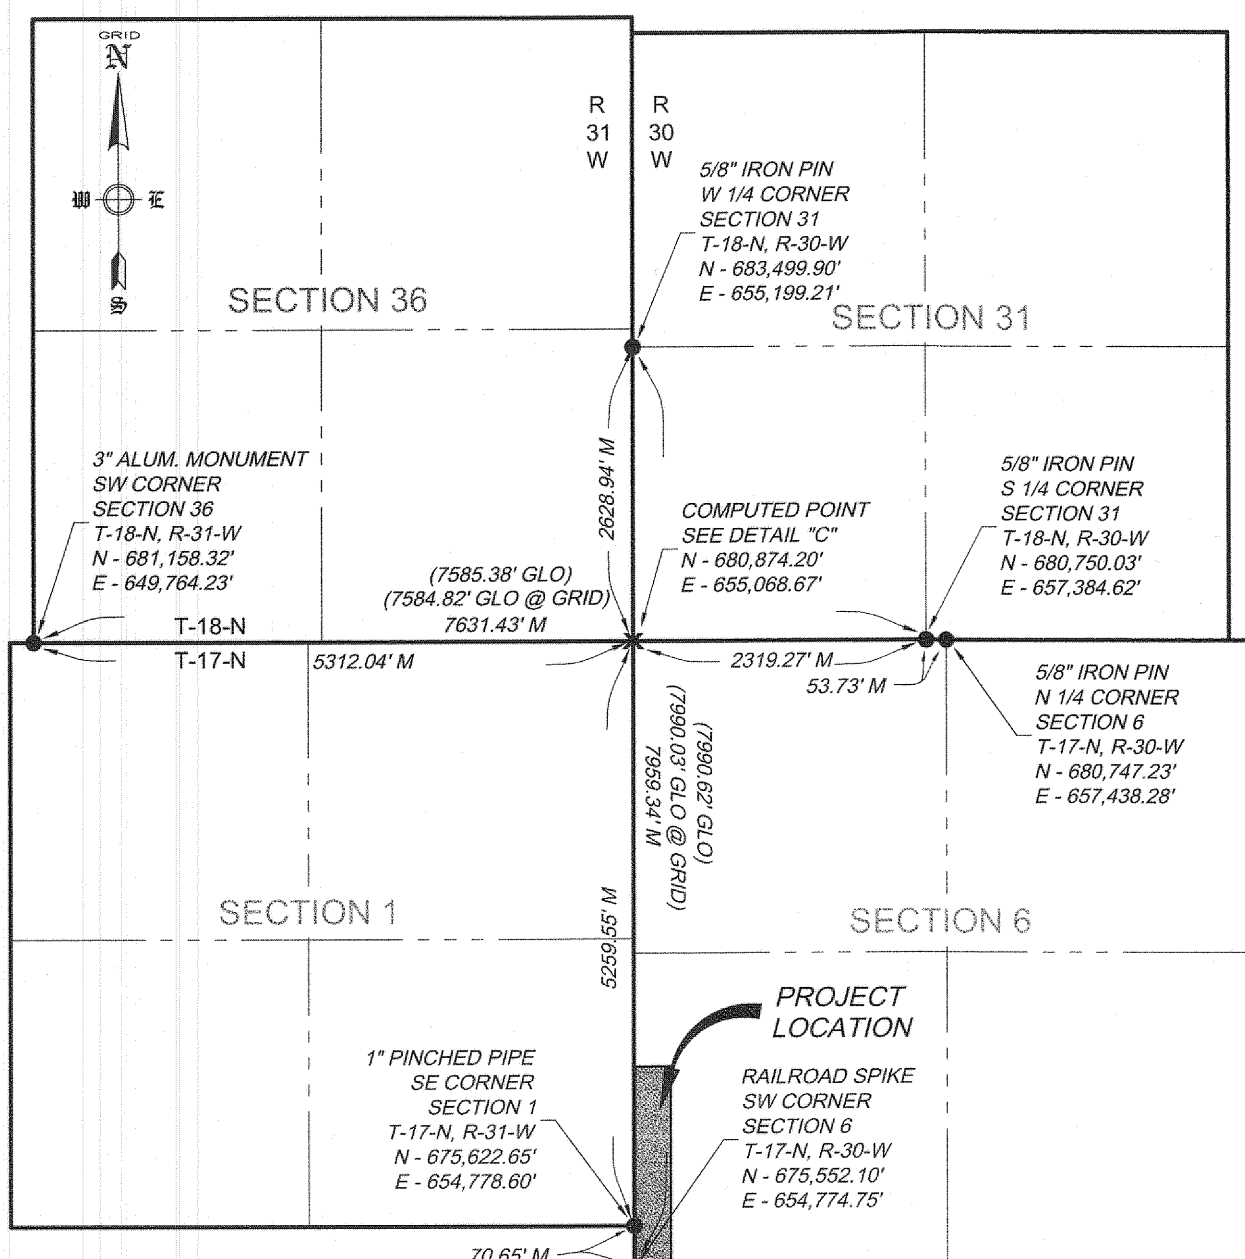 GRID
N
W E
S
R
31
W
R
30
W
5/8" IRON PIN
W 1/4 CORNER
SECTION 31
T-18-N, R-30-W
N - 683,499.90'
E - 655,199.21'
SECTION 36
SECTION 31
3" ALUM. MONUMENT
SW CORNER
SECTION 36
T-18-N, R-31-W
N - 681,158.32'
E - 649,764.23'
2628.94' M
COMPUTED POINT
SEE DETAIL "C"
N - 680,874.20'
E - 655,068.67'
5/8" IRON PIN
S 1/4 CORNER
SECTION 31
T-18-N, R-30-W
N - 680,750.03'
E - 657,384.62'
(7585.38' GLO)
(7584.82' GLO @ GRID)
7631.43' M
T-18-N
T-17-N
5312.04' M
2319.27' M
53.73' M
5/8" IRON PIN
N 1/4 CORNER
SECTION 6
T-17-N, R-30-W
N - 680,747.23'
E - 657,438.28'
(7990.62' GLO)
(7990.03' GLO @ GRID)
7959.34' M
5259.55' M
SECTION 1
SECTION 6
PROJECT
LOCATION
1" PINCHED PIPE
SE CORNER
SECTION 1
T-17-N, R-31-W
N - 675,622.65'
E - 654,778.60'
RAILROAD SPIKE
SW CORNER
SECTION 6
T-17-N, R-30-W
N - 675,552.10'
E - 654,774.75'
70.65' M